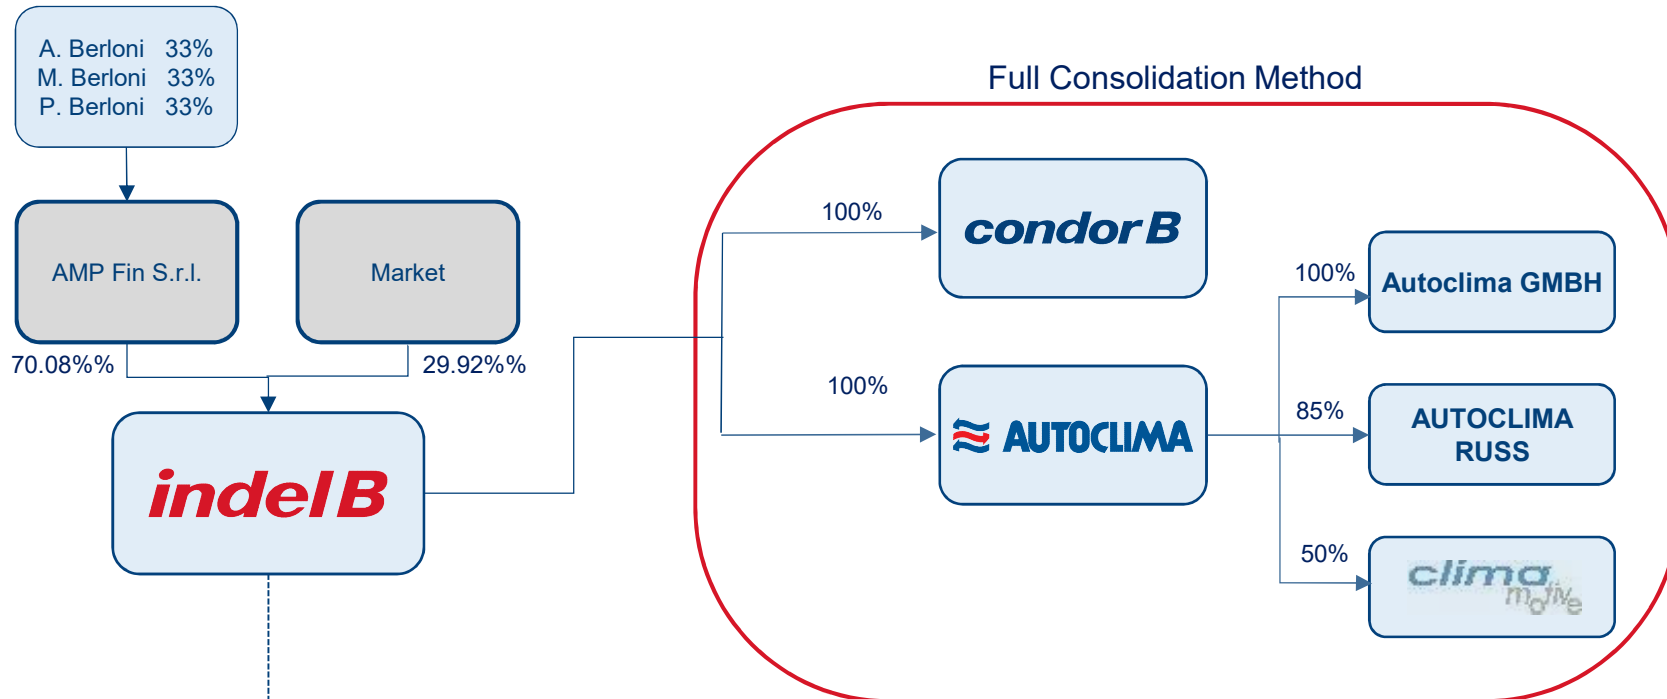 A. Berloni 33%
M. Berloni 33%
P. Berloni 33%
Full Consolidation Method
AMP Fin S.r.l.
Market
70.08%%
29.92%%
indel B
100%
condor B
100%
AUTOCLIMA
100%
Autoclima GMBH
85%
AUTOCLIMA
RUSS
50%
clima
motive